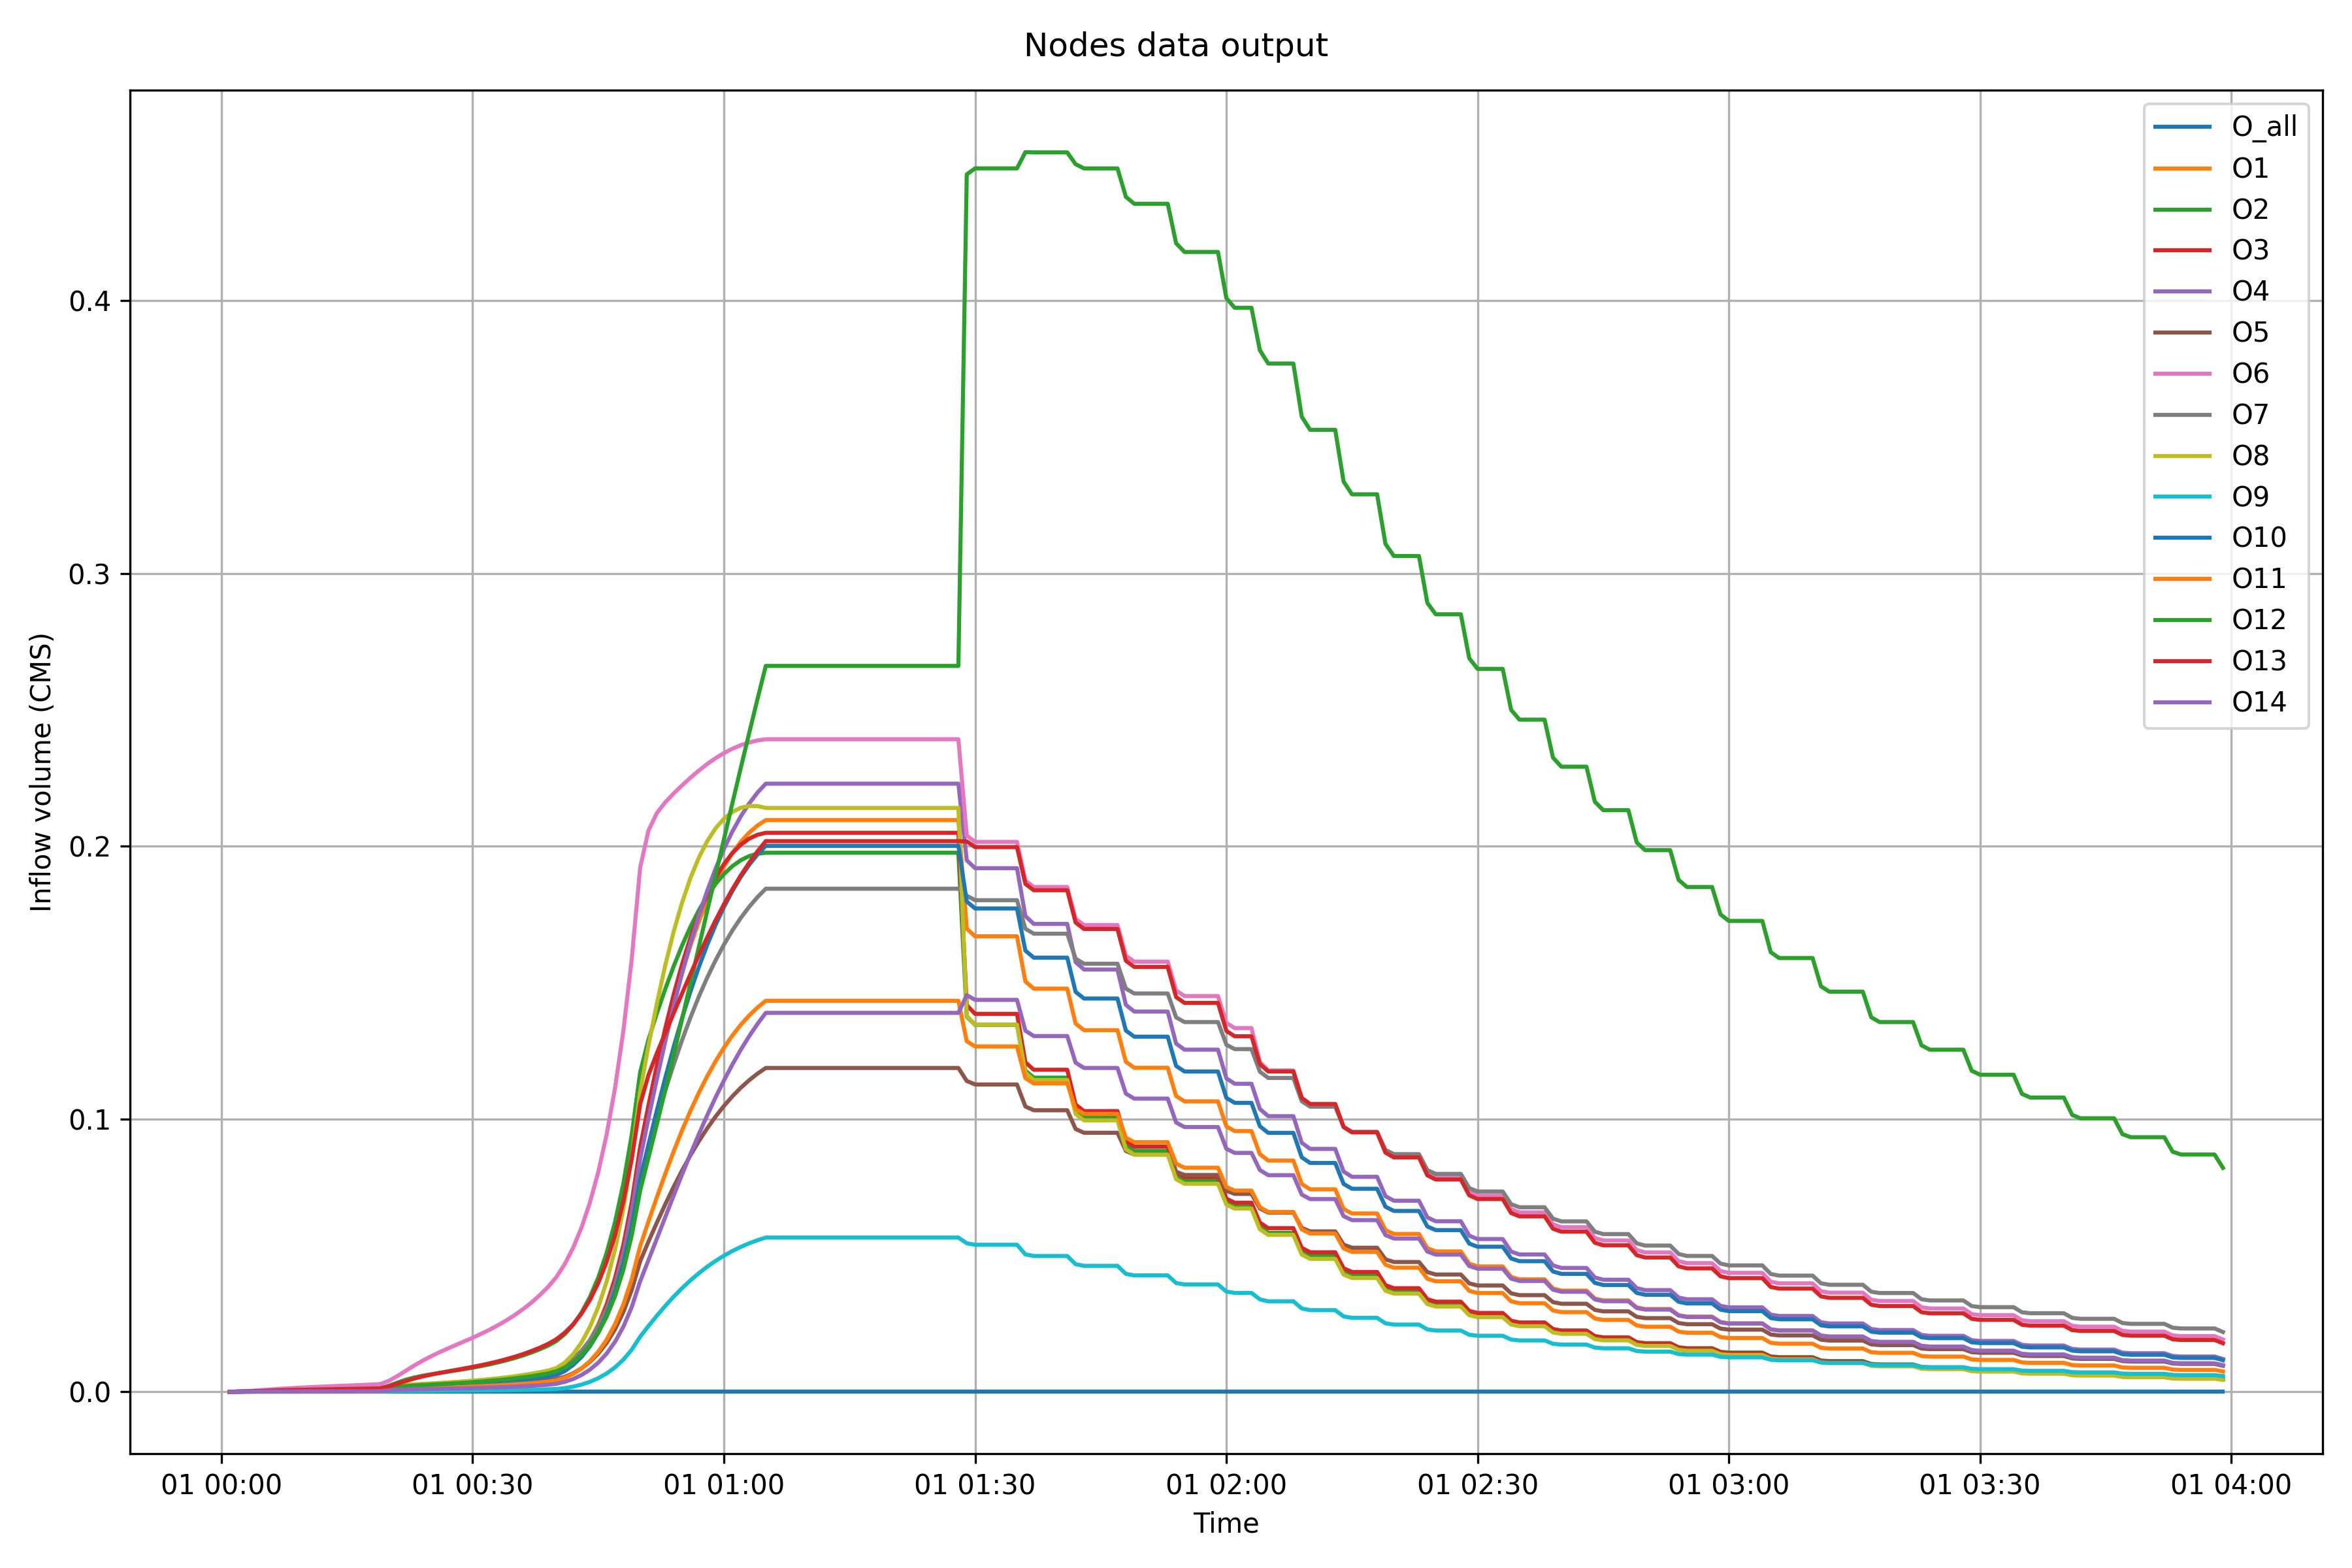 Nodes data output
Inflow volume (CMS)
0.4
0.3
0.2
0.1
0.0
O_all
O1
O2
O3
O4
O5
O6
O7
O8
O9
O10
O11
O12
O13
O14
01 00:00
01 00:30
01 01:00
01 01:30
01 02:00
01 02:30
01 03:00
01 03:30
01 04:00
Time